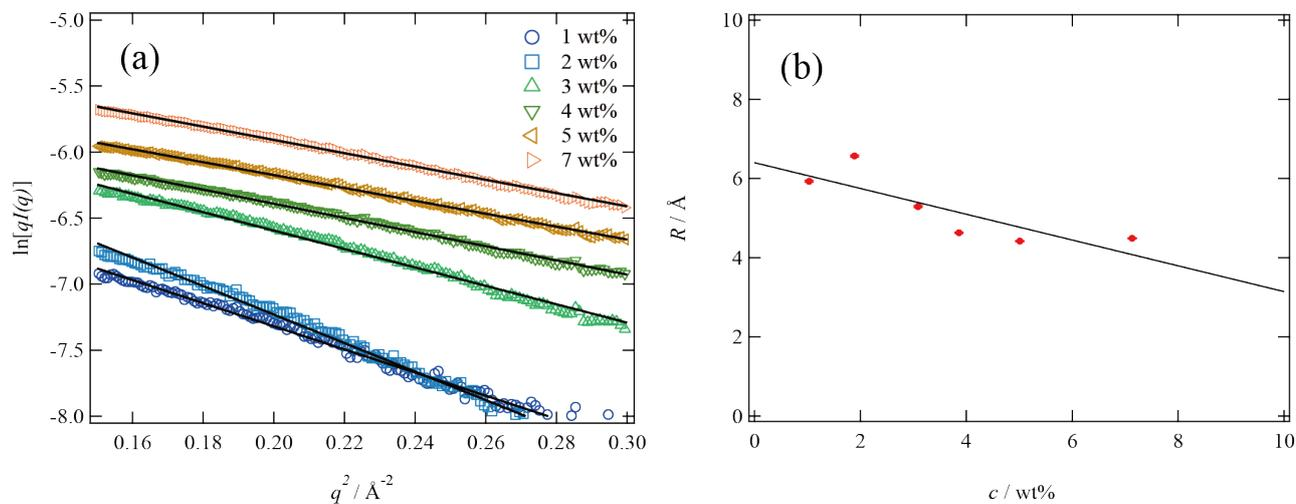 (a)
1 wt%
2 wt%
3 wt%
4 wt%
5 wt%
7 wt%
-5.0
-5.5
-6.0
-6.5
-7.0
-7.5
-8.0
ln[qI(q)]
0.16 0.18 0.20 0.22 0.24 0.26 0.28 0.30
q² / Å⁻²
(b)
10
8
6
4
2
0
R / Å
0 2 4 6 8 10
c / wt%